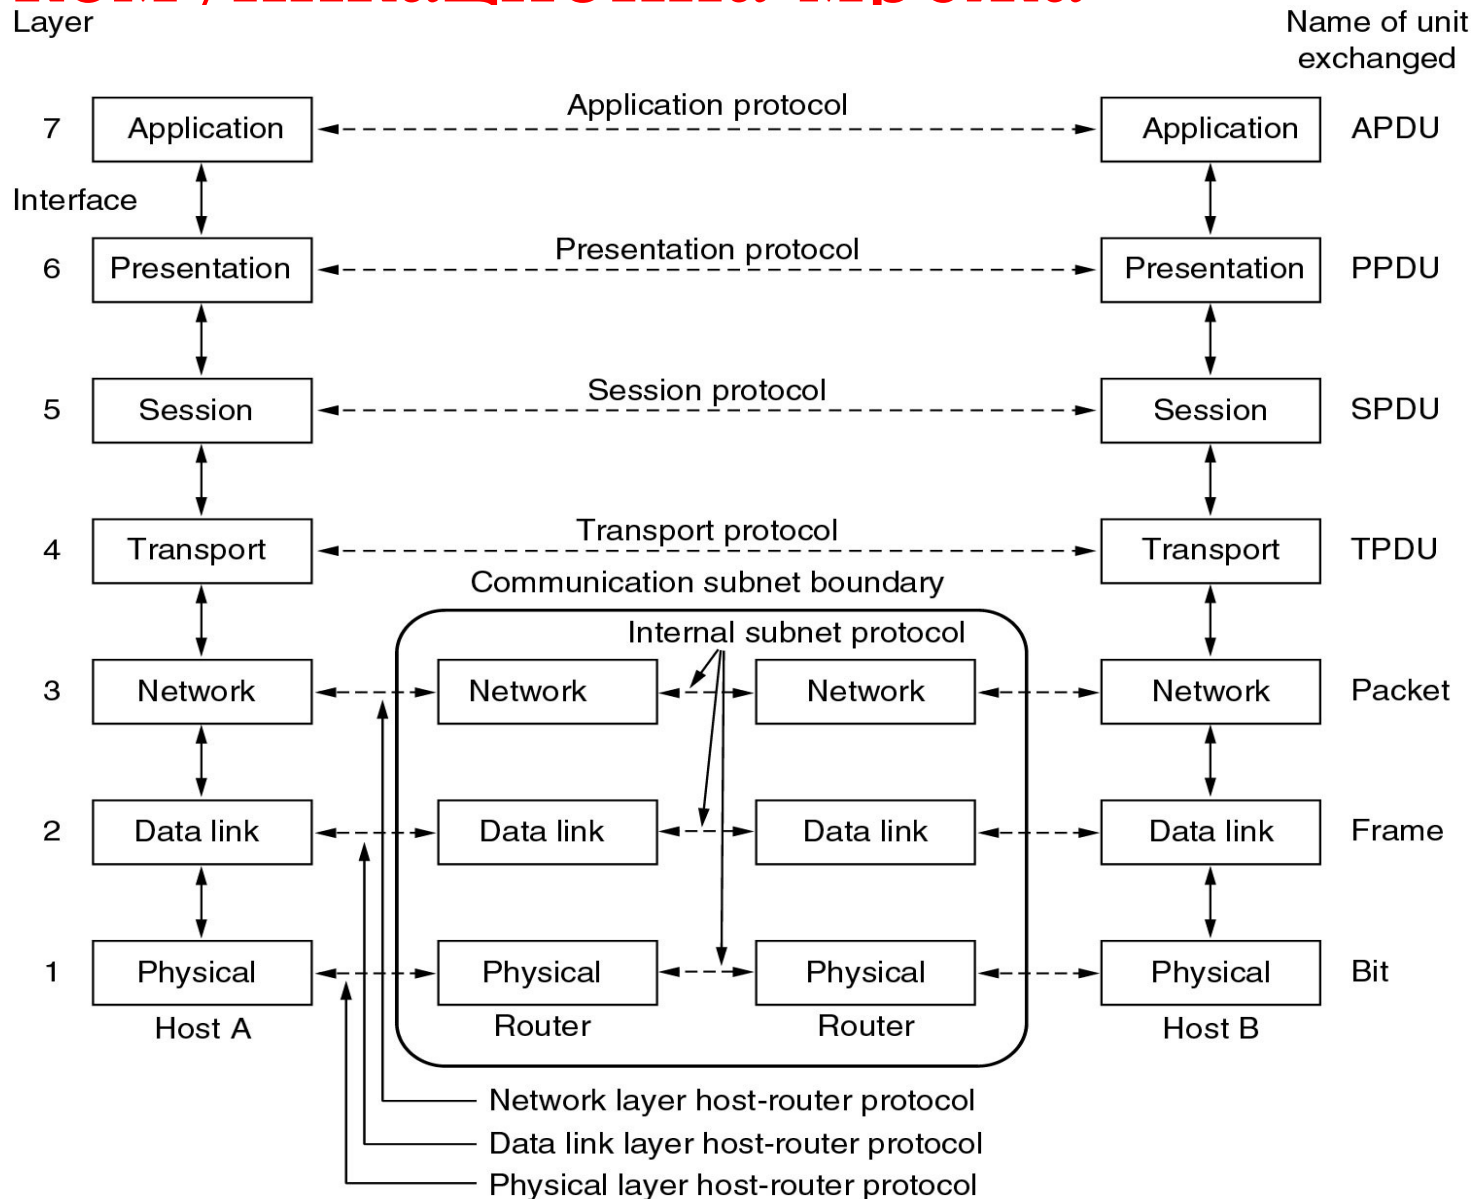 Layer
Name of unit
exchanged
7
Application
Application protocol
Application
APDU
Interface
6
Presentation
Presentation protocol
Presentation
PPDU
5
Session
Session protocol
Session
SPDU
4
Transport
Transport protocol
Transport
TPDU
Communication subnet boundary
Internal subnet protocol
3
Network
Network
Network
Network
Packet
2
Data link
Data link
Data link
Data link
Frame
1
Physical
Physical
Physical
Physical
Bit
Host A
Router
Router
Host B
Network layer host-router protocol
Data link layer host-router protocol
Physical layer host-router protocol